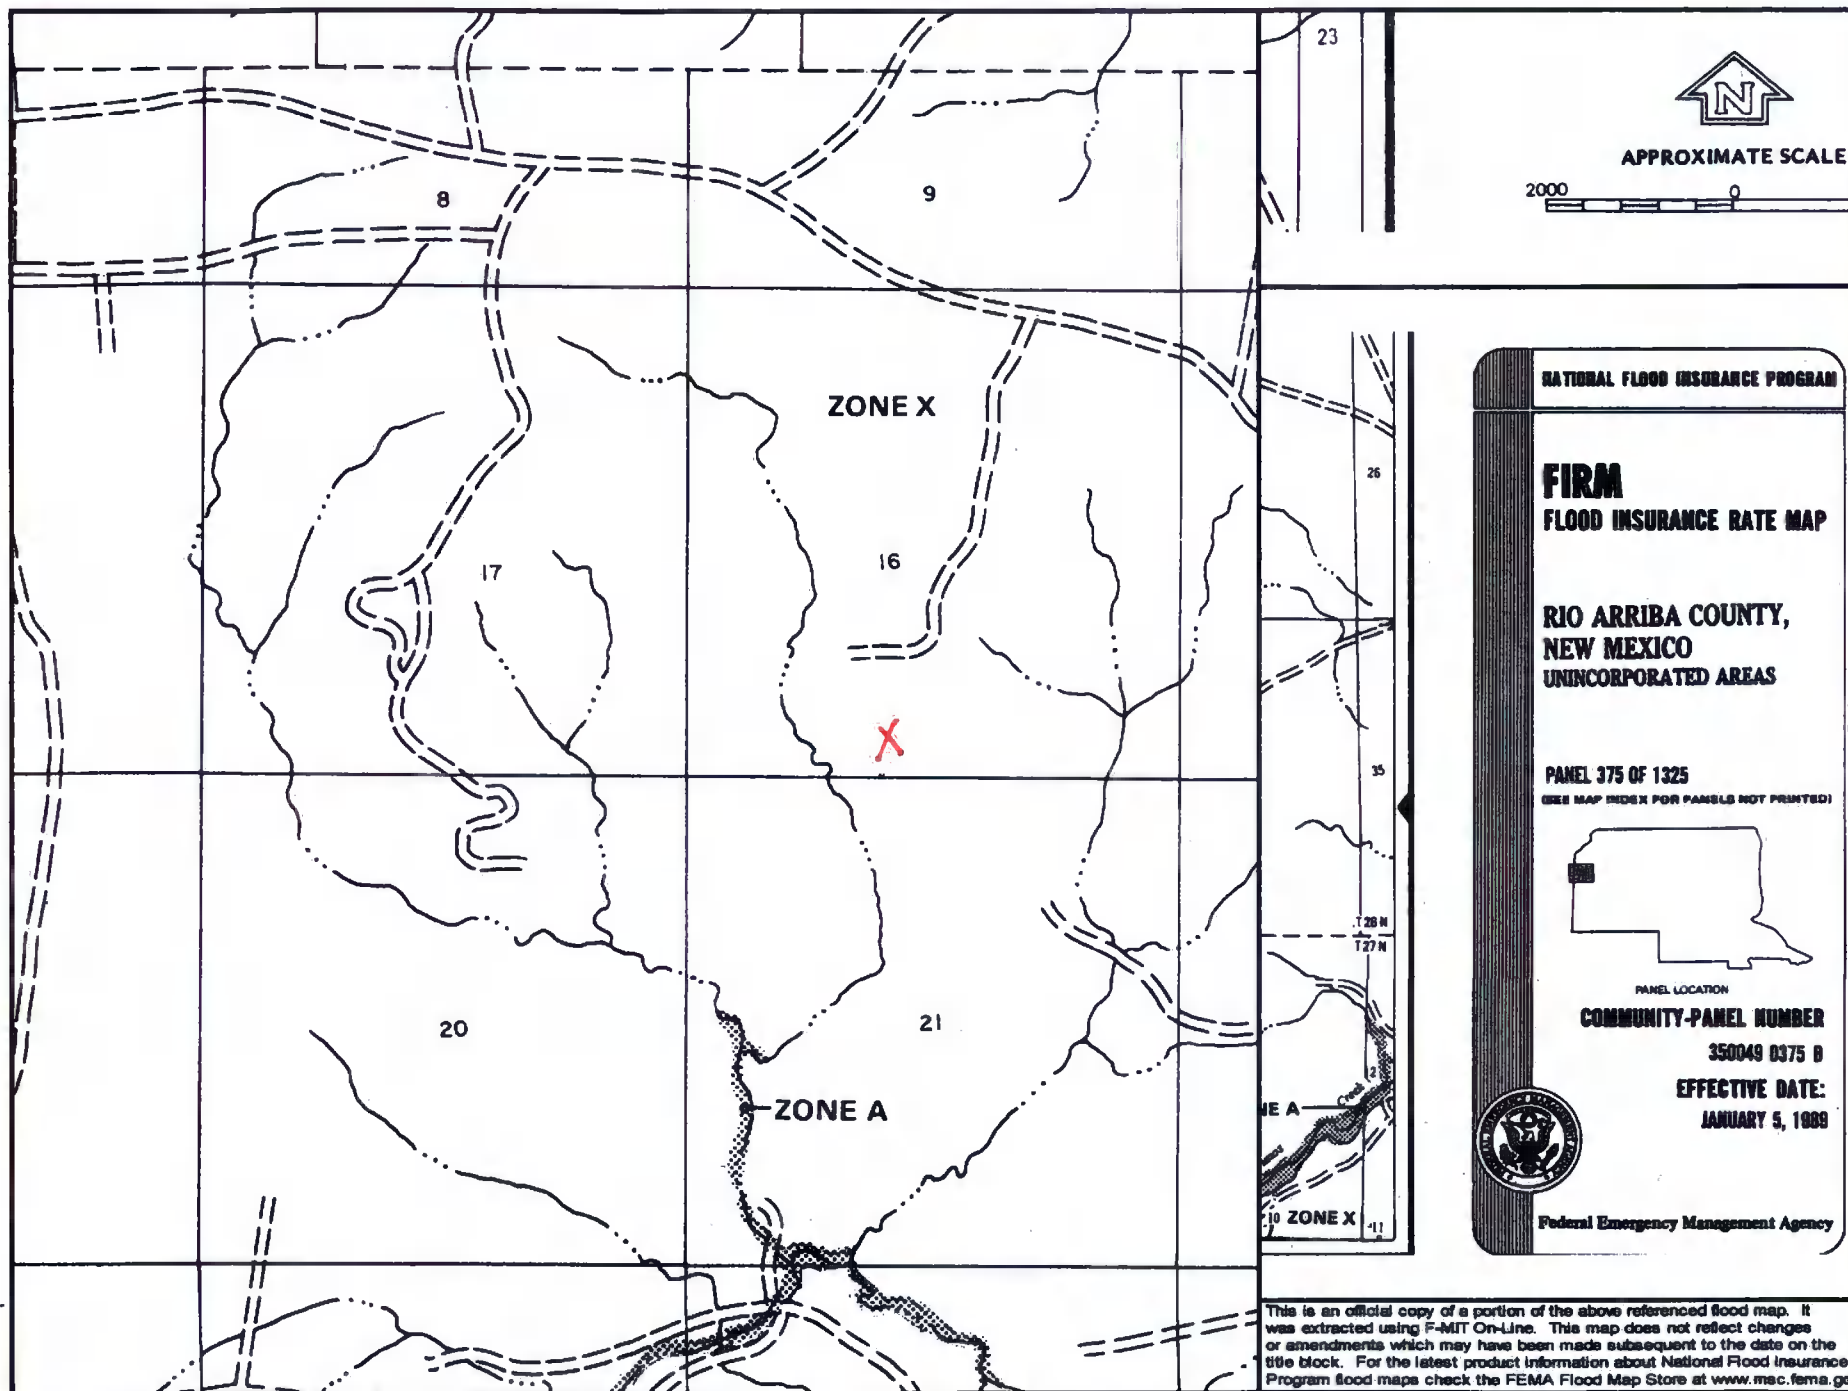 23
N
APPROXIMATE SCALE
2000 0
8
9
ZONE X
26
NATIONAL FLOOD INSURANCE PROGRAM
FIRM
FLOOD INSURANCE RATE MAP
17
16
RIO ARRIBA COUNTY,
NEW MEXICO
UNINCORPORATED AREAS
X
35
PANEL 375 OF 1325
(SEE MAP INDEX FOR PANELS NOT PRINTED)
T 28 N
T 27 N
PANEL LOCATION
20
21
COMMUNITY-PANEL NUMBER
350049 0375 B
EFFECTIVE DATE:
JANUARY 5, 1989
2
Creek
ZONE A
NE A
10 ZONE X 11
Federal Emergency Management Agency
This is an official copy of a portion of the above referenced flood map. It
was extracted using F-MIT On-Line. This map does not reflect changes
or amendments which may have been made subsequent to the date on the
title block. For the latest product information about National Flood Insurance
Program flood maps check the FEMA Flood Map Store at www.msc.fema.g